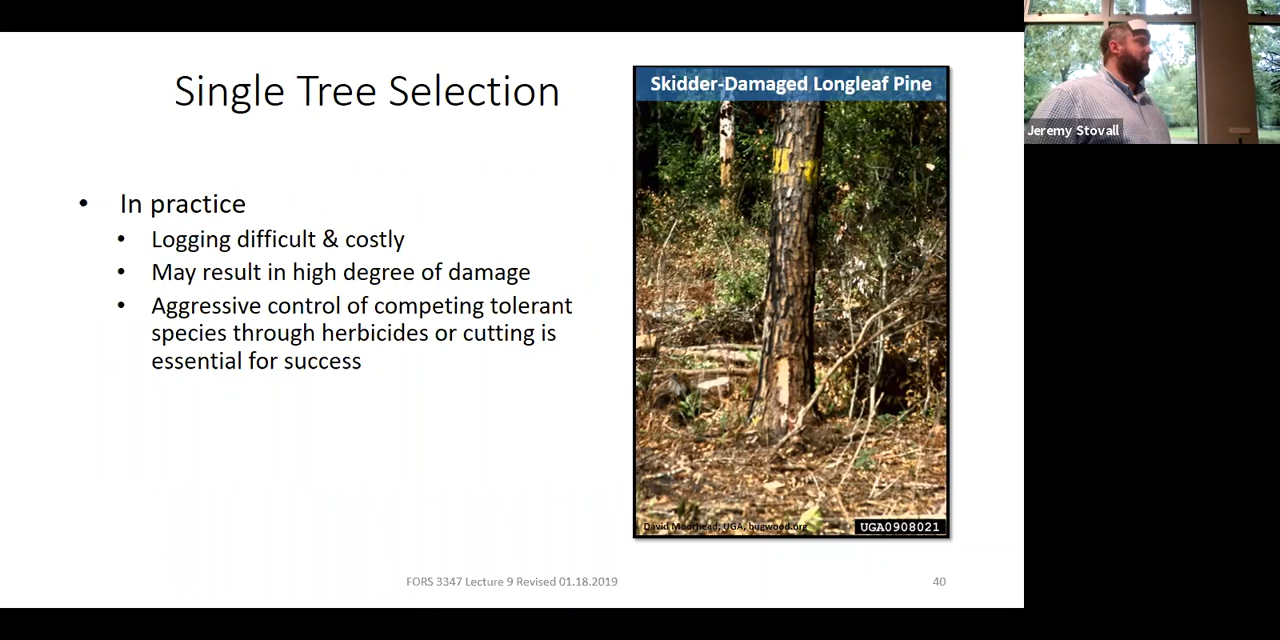 Single Tree Selection
• In practice
• Logging difficult & costly
• May result in high degree of damage
• Aggressive control of competing tolerant
species through herbicides or cutting is
essential for success
Skidder-Damaged Longleaf Pine
David Moorhead, UGA, bugwood.org
UGA0908021
FORS 3347 Lecture 9 Revised 01.18.2019
40
Jeremy Stovall